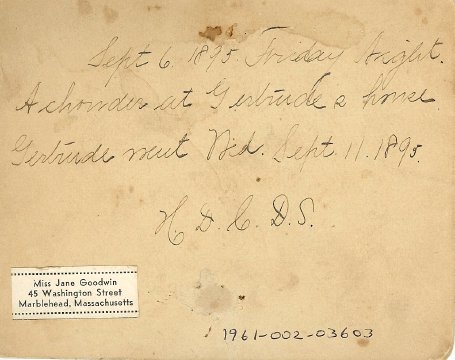 Sept 6. 1895. Friday Night.
A chowder at Gertrude s house.
Gertrude went Wed. Sept. 11. 1895.
H. D. C. D. S.
Miss Jane Goodwin
45 Washington Street
Marblehead, Massachusetts
1961-002-03603